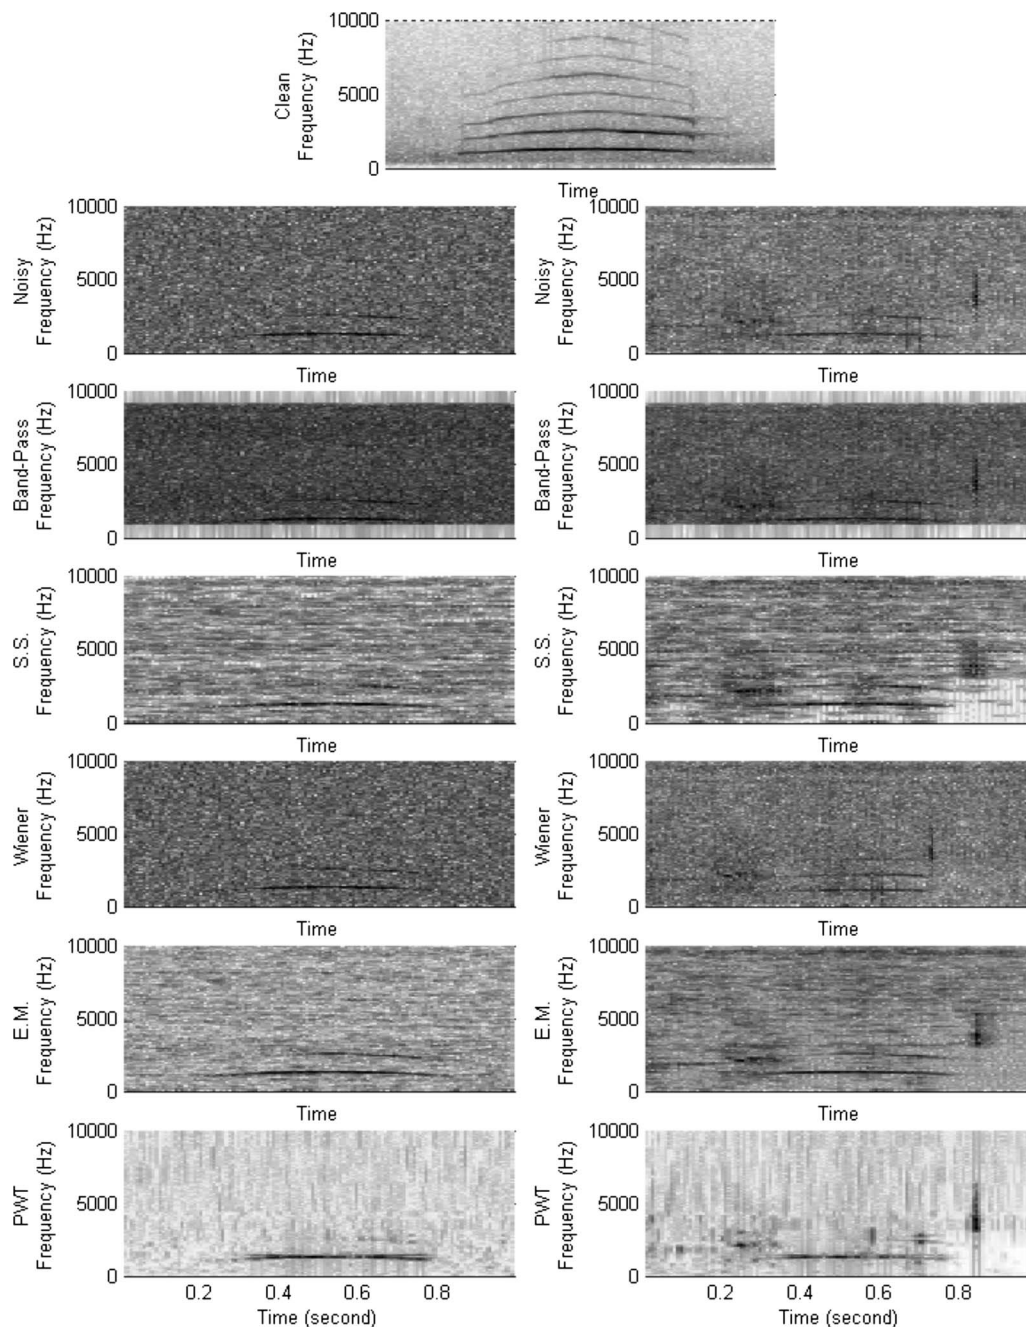 10000
5000
0
Clean
Frequency (Hz)
Time
10000
5000
0
Noisy
Frequency (Hz)
Time
10000
5000
0
Noisy
Frequency (Hz)
Time
10000
5000
0
Band-Pass
Frequency (Hz)
Time
10000
5000
0
Band-Pass
Frequency (Hz)
Time
10000
5000
0
S.S.
Frequency (Hz)
Time
10000
5000
0
S.S.
Frequency (Hz)
Time
10000
5000
0
Wiener
Frequency (Hz)
Time
10000
5000
0
Wiener
Frequency (Hz)
Time
10000
5000
0
E.M.
Frequency (Hz)
Time
10000
5000
0
E.M.
Frequency (Hz)
Time
10000
5000
0
PWT
Frequency (Hz)
0.2 0.4 0.6 0.8
Time (second)
10000
5000
0
PWT
Frequency (Hz)
0.2 0.4 0.6 0.8
Time (second)